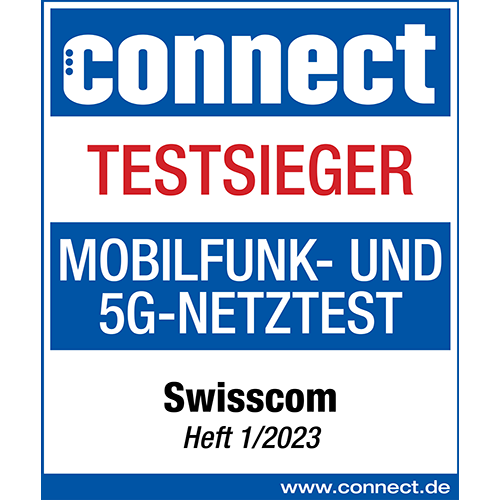 connect
TESTSIEGER
MOBILFUNK- UND
5G-NETZTEST
Swisscom
Heft 1/2023
www.connect.de